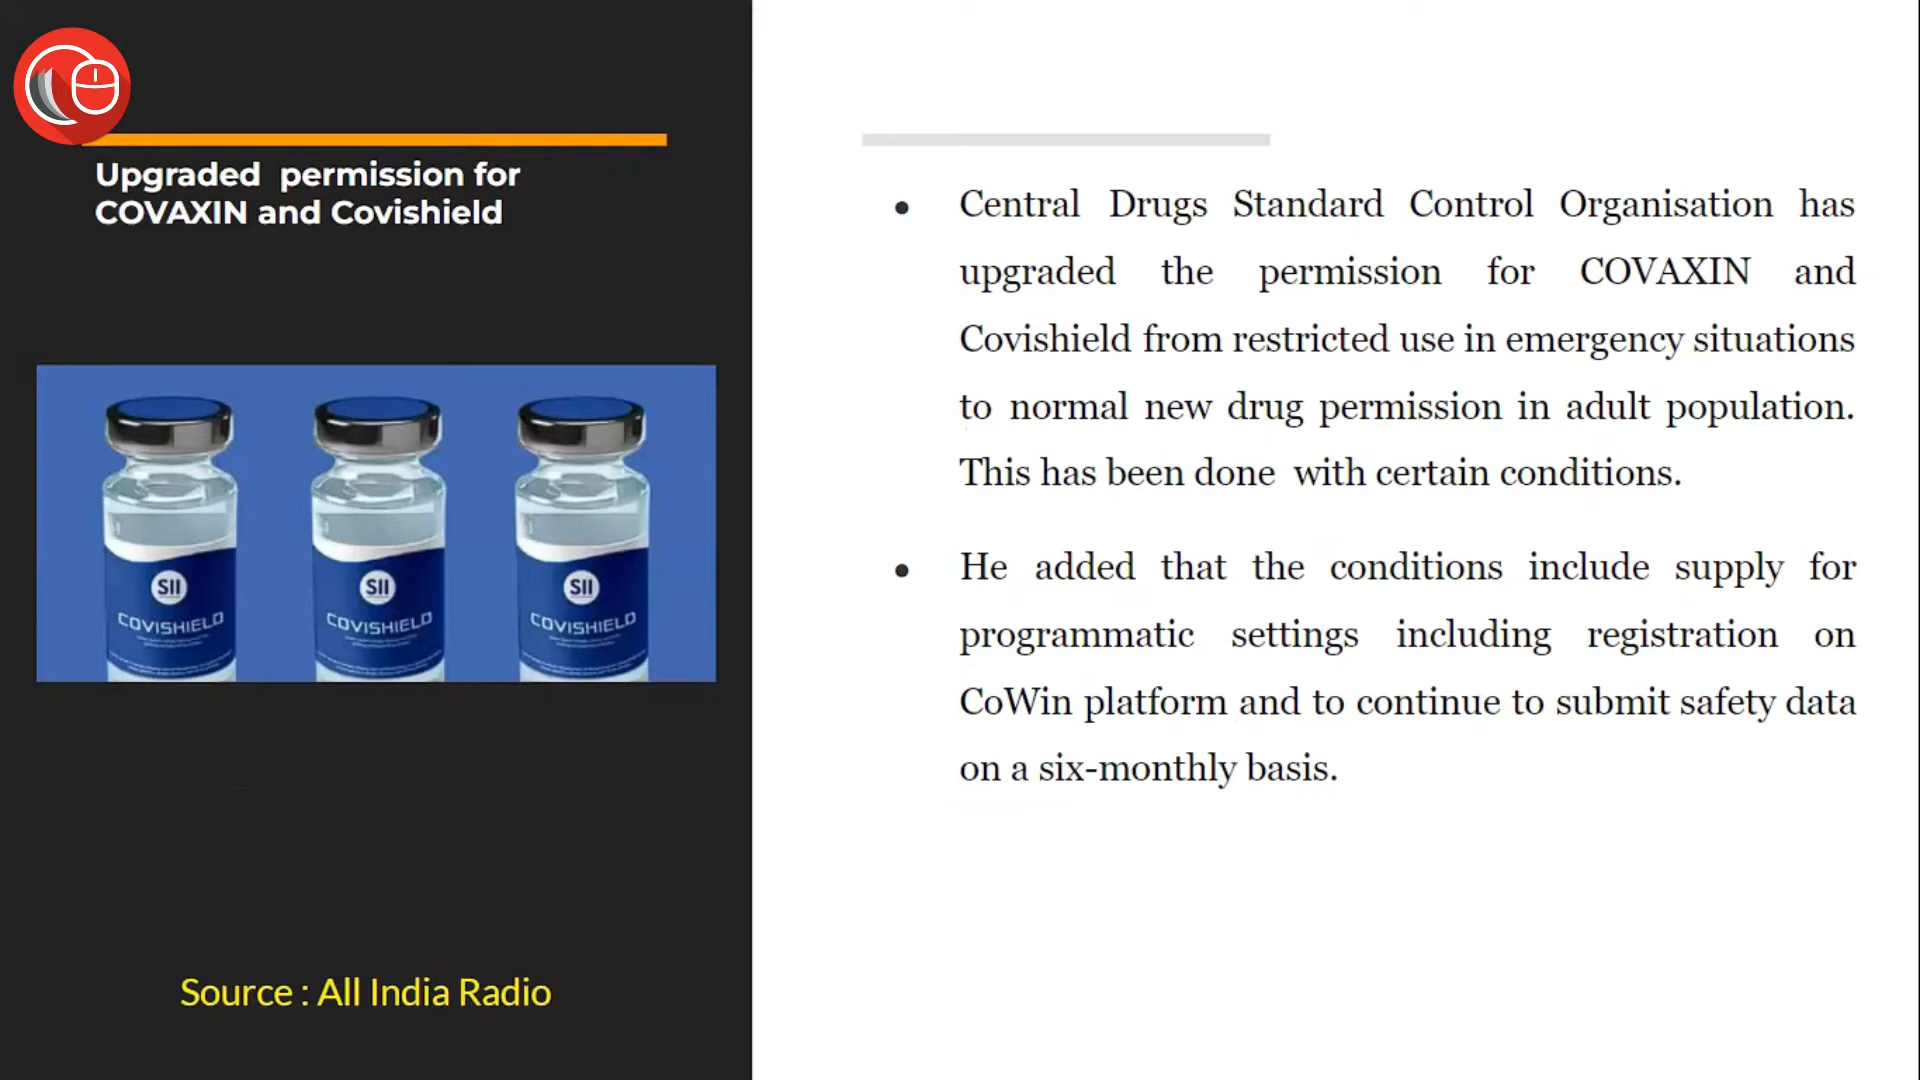 Upgraded permission for
COVAXIN and Covishield
SII
COVISHIELD
SII
COVISHIELD
SII
COVISHIELD
Source : All India Radio
• Central Drugs Standard Control Organisation has
upgraded the permission for COVAXIN and
Covishield from restricted use in emergency situations
to normal new drug permission in adult population.
This has been done with certain conditions.
• He added that the conditions include supply for
programmatic settings including registration on
CoWin platform and to continue to submit safety data
on a six-monthly basis.